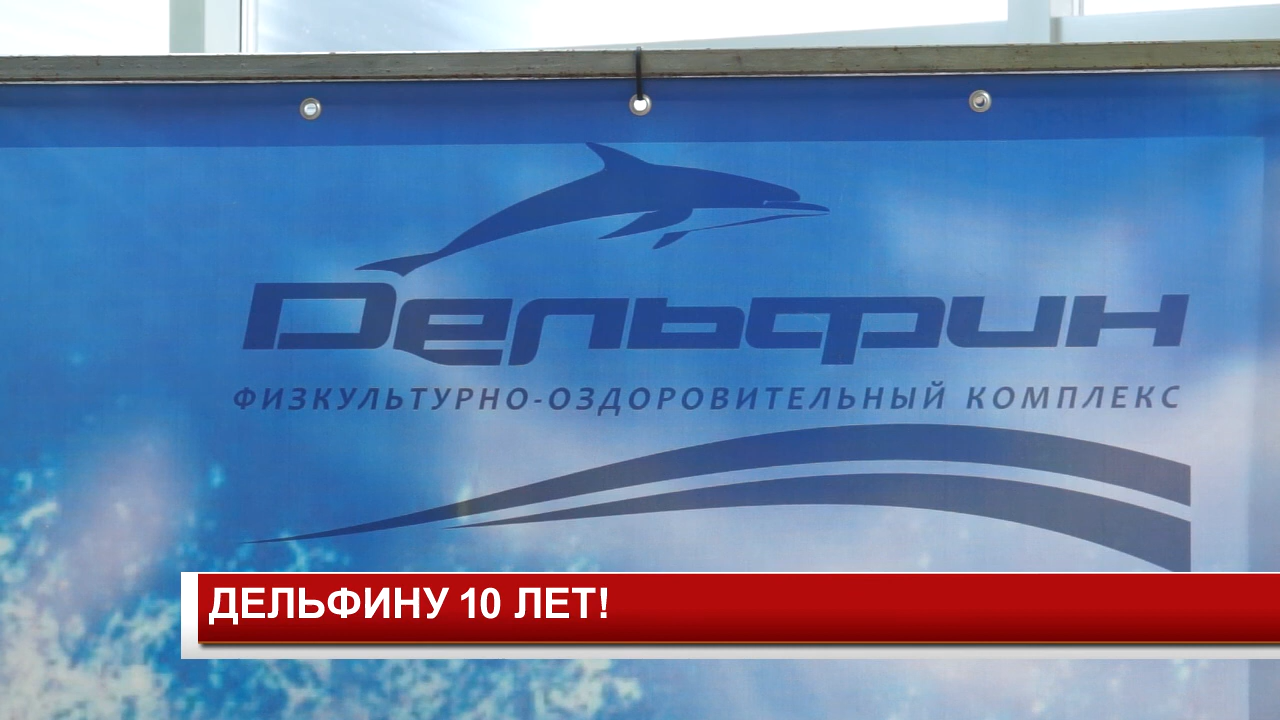 Дельфин
ФИЗКУЛЬТУРНО-ОЗДОРОВИТЕЛЬНЫЙ КОМПЛЕКС
ДЕЛЬФИНУ 10 ЛЕТ!